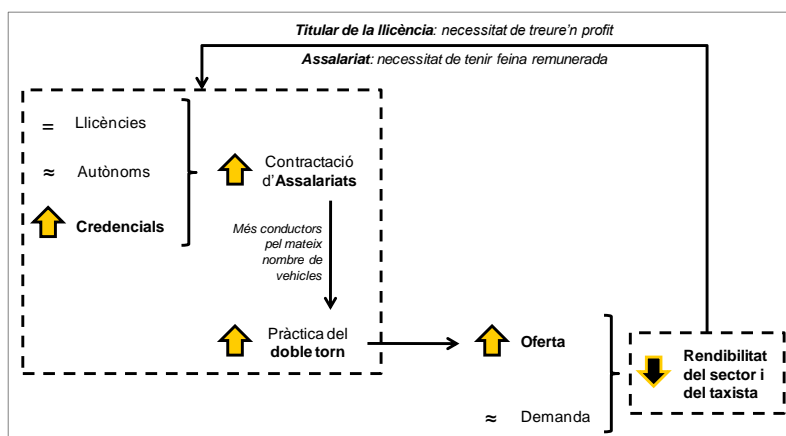 Titular de la llicència: necessitat de treure’n profit
Assalariat: necessitat de tenir feina remunerada
= Llicències
≈ Autònoms
Credencials
Contractació
d’Assalariats
Més conductors
pel mateix
nombre de
vehicles
Pràctica del
doble torn
Oferta
≈ Demanda
Rendibilitat
del sector i
del taxista